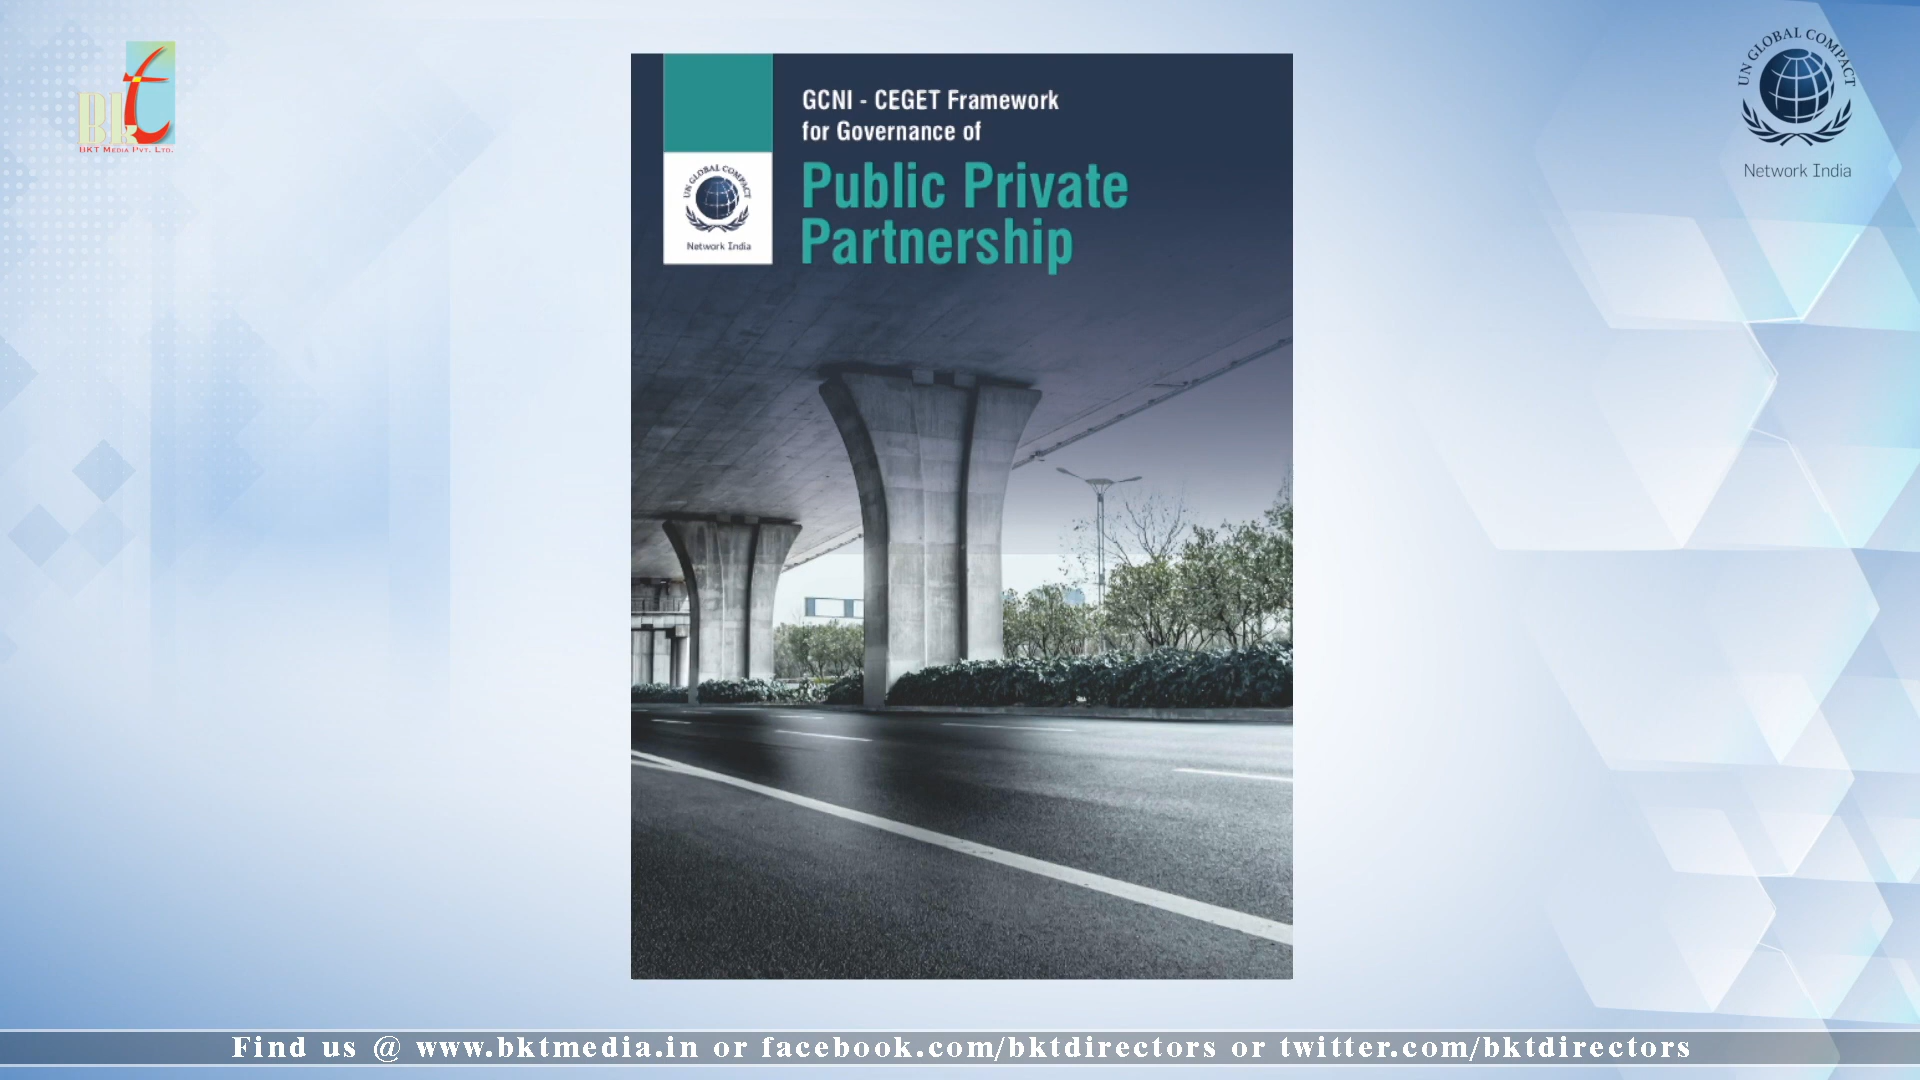 Bkt
BKT MEDIA PVT. LTD.
UN GLOBAL COMPACT
Network India
GCNI - CEGET Framework
for Governance of
Public Private
Partnership
UN GLOBAL COMPACT
Network India
Find us @ www.bktmedia.in or facebook.com/bktdirectors or twitter.com/bktdirectors